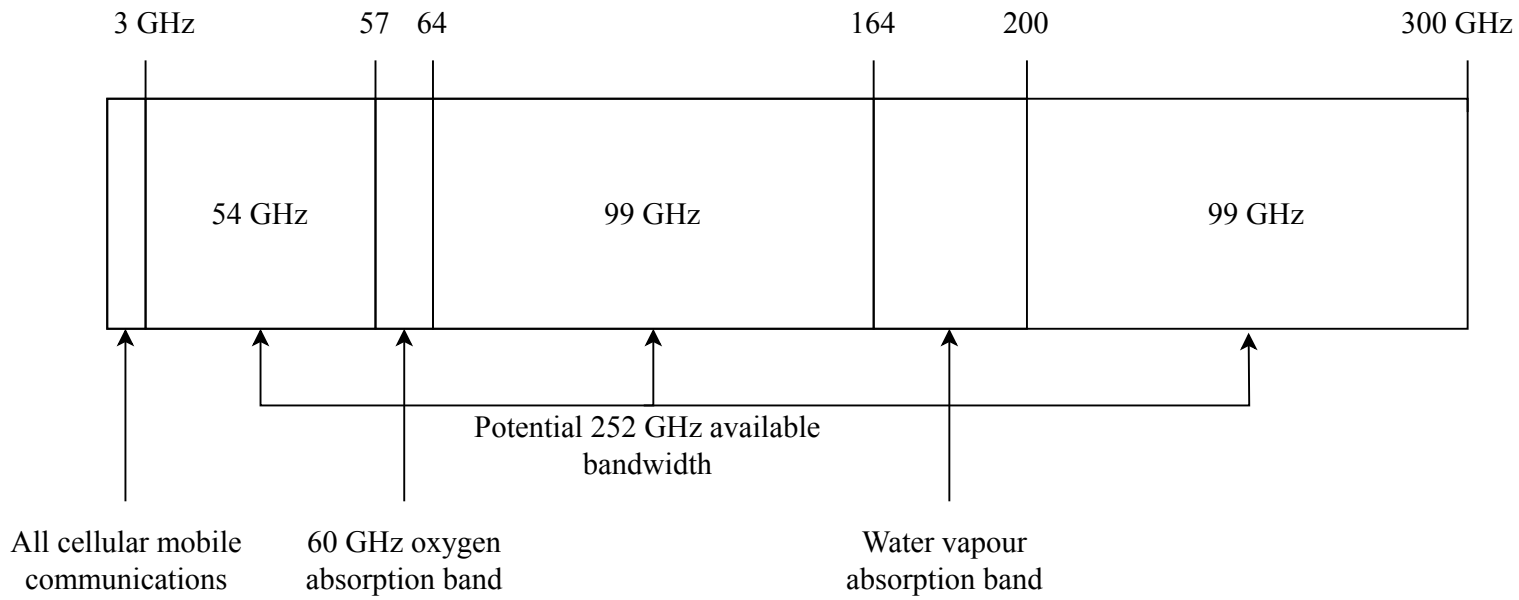 3 GHz 57 64 164 200 300 GHz
54 GHz 99 GHz 99 GHz
Potential 252 GHz available
bandwidth
All cellular mobile
communications
60 GHz oxygen
absorption band
Water vapour
absorption band